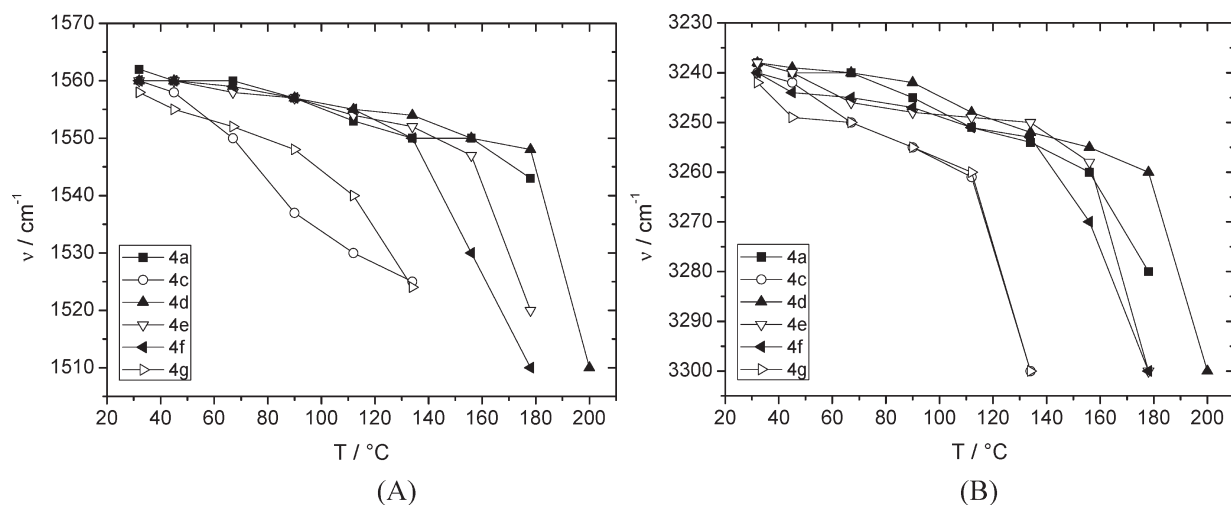 1570
1560
1550
1540
1530
1520
1510
ν / cm⁻¹
4a
4c
4d
4e
4f
4g
20 40 60 80 100 120 140 160 180 200
T / °C
(A)
3230
3240
3250
3260
3270
3280
3290
3300
ν / cm⁻¹
4a
4c
4d
4e
4f
4g
20 40 60 80 100 120 140 160 180 200
T / °C
(B)